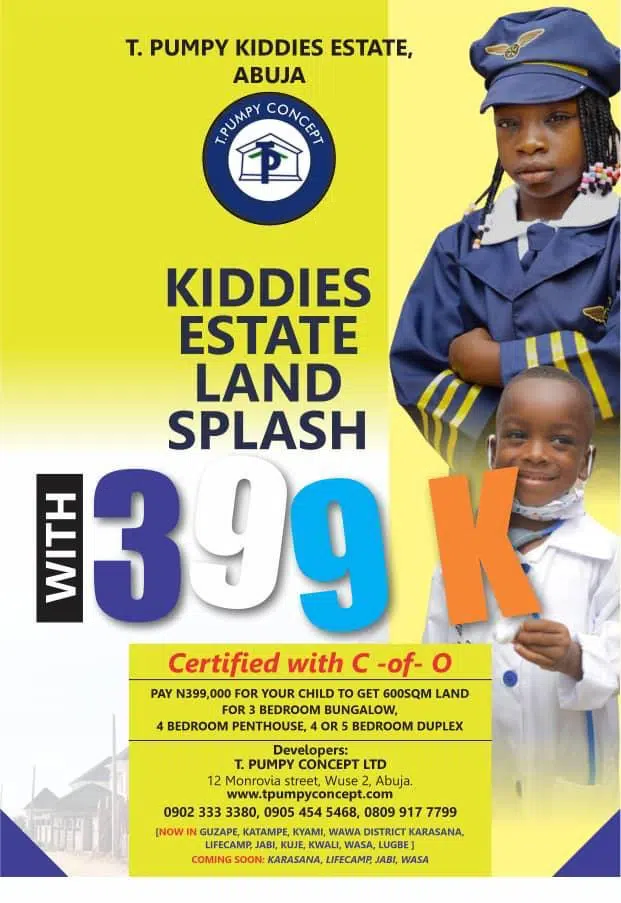 T. PUMPY KIDDIES ESTATE,
ABUJA
T.PUMPY CONCEPT
TP
KIDDIES
ESTATE
LAND
SPLASH
WITH
399 K
Certified with C -of- O
PAY N399,000 FOR YOUR CHILD TO GET 600SQM LAND
FOR 3 BEDROOM BUNGALOW,
4 BEDROOM PENTHOUSE, 4 OR 5 BEDROOM DUPLEX
Developers:
T. PUMPY CONCEPT LTD
12 Monrovia street, Wuse 2, Abuja.
www.tpumpyconcept.com
0902 333 3380, 0905 454 5468, 0809 917 7799
[NOW IN GUZAPE, KATAMPE, KYAMI, WAWA DISTRICT KARASANA,
LIFECAMP, JABI, KUJE, KWALI, WASA, LUGBE ]
COMING SOON: KARASANA, LIFECAMP, JABI, WASA